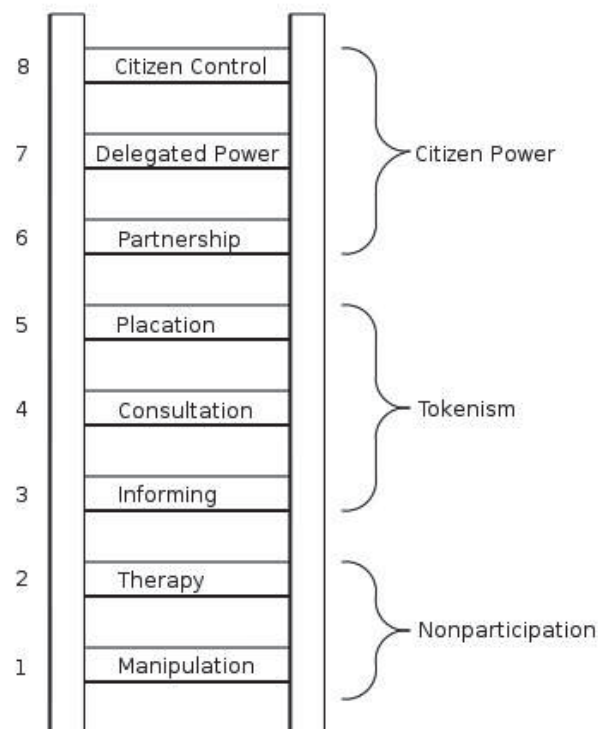 8 Citizen Control
7 Delegated Power
Citizen Power
6 Partnership
5 Placation
4 Consultation
Tokenism
3 Informing
2 Therapy
Nonparticipation
1 Manipulation